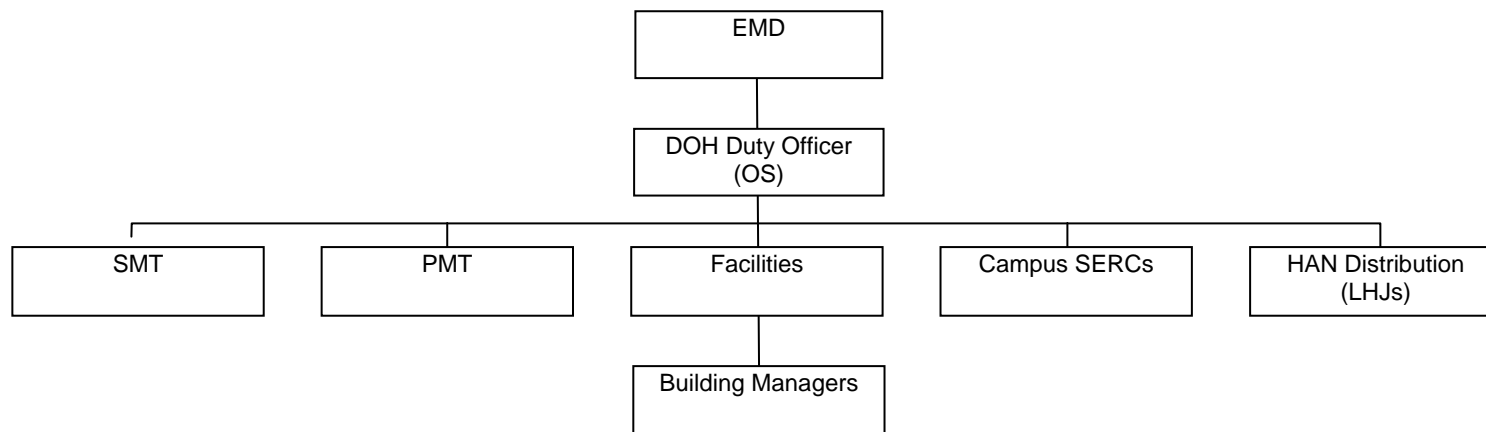 EMD
DOH Duty Officer
(OS)
SMT
PMT
Facilities
Campus SERCs
HAN Distribution
(LHJs)
Building Managers